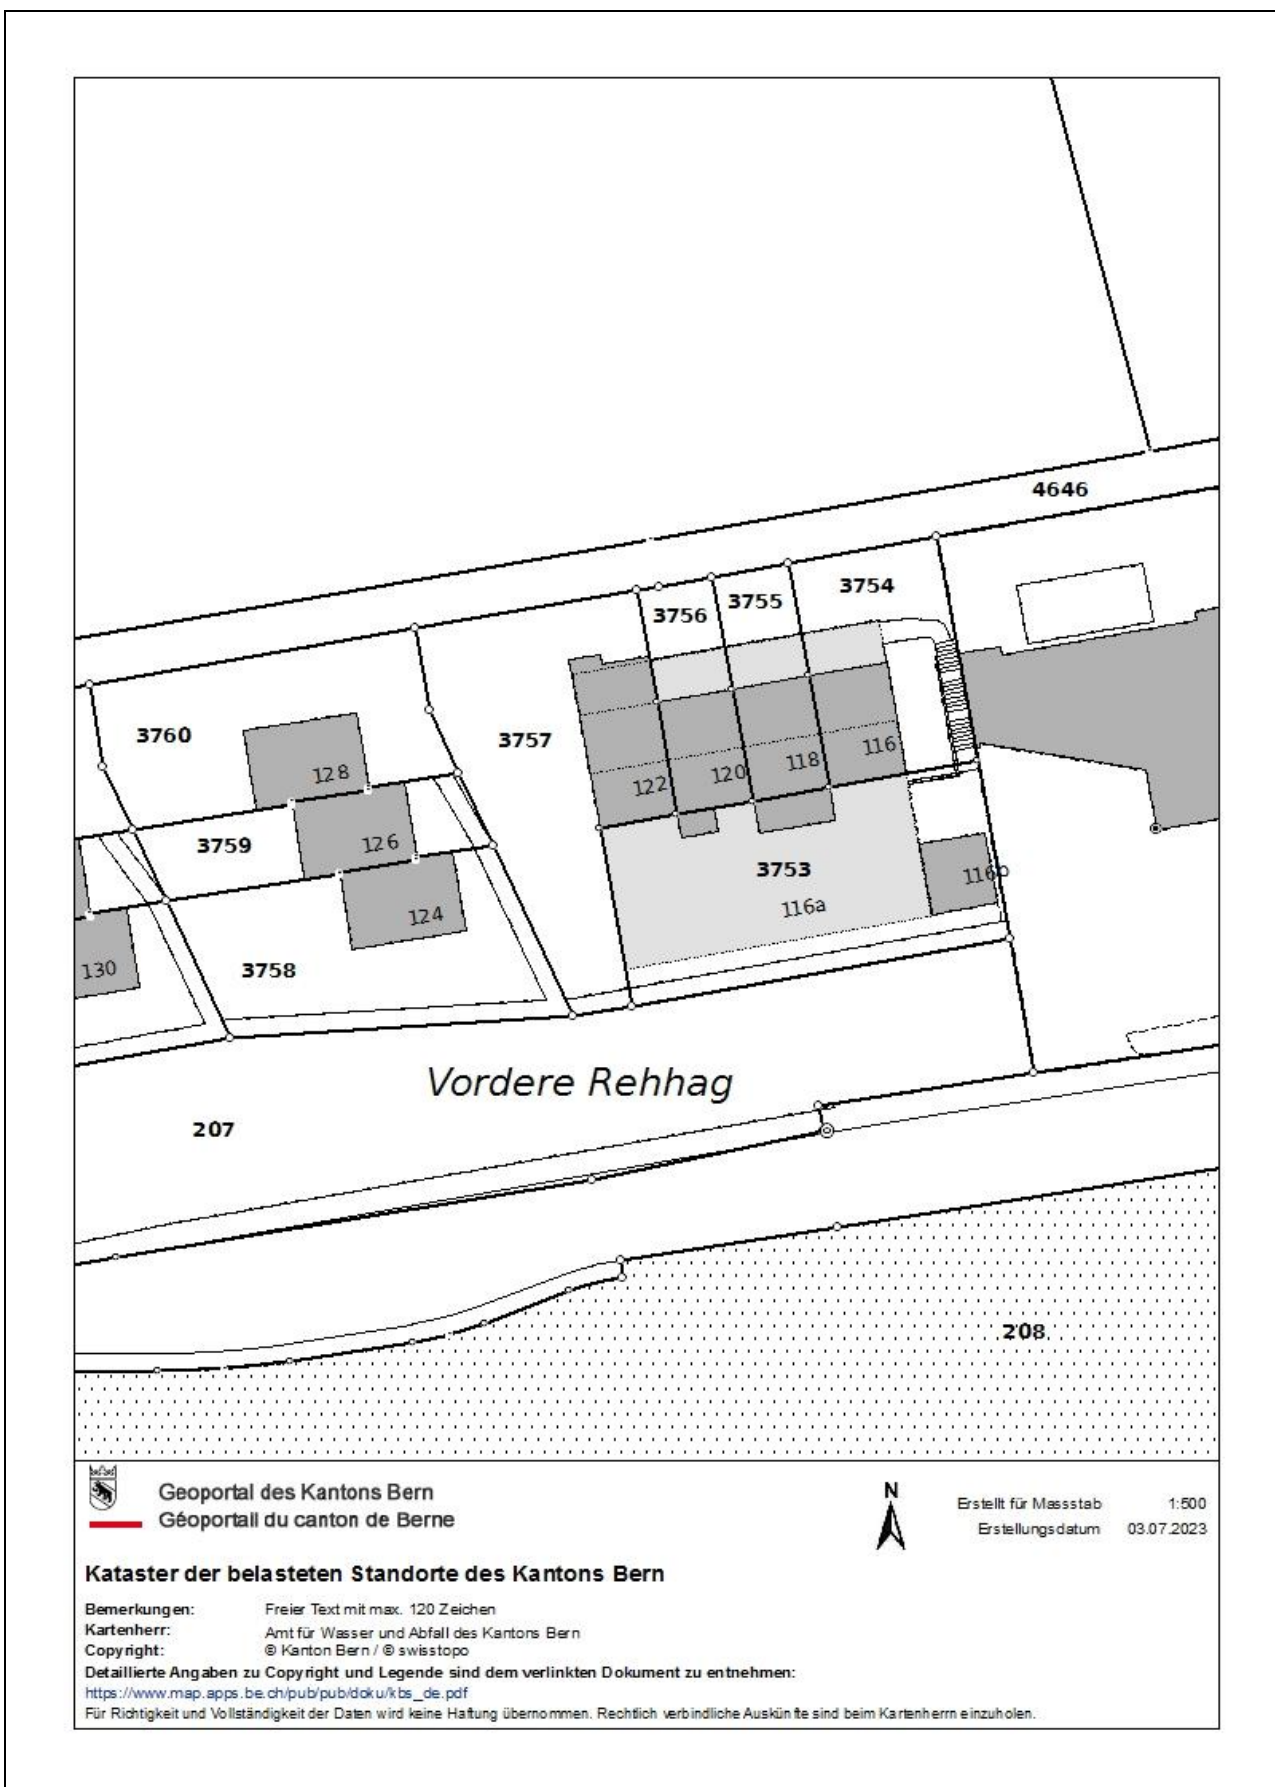 4646
3754
3755
3756
3760
3757
128
116
118
120
122
3759
126
3753
116b
116a
124
3758
130
Vordere Rehhag
207
208
Geoportal des Kantons Bern
Géoportail du canton de Berne
N
Erstellt für Massstab 1:500
Erstellungsdatum 03.07.2023
Kataster der belasteten Standorte des Kantons Bern
Bemerkungen: Freier Text mit max. 120 Zeichen
Kartenherr: Amt für Wasser und Abfall des Kantons Bern
Copyright: © Kanton Bern / © swisstopo
Detaillierte Angaben zu Copyright und Legende sind dem verlinkten Dokument zu entnehmen:
https://www.map.apps.be.ch/pub/pub/doku/kbs_de.pdf
Für Richtigkeit und Vollständigkeit der Daten wird keine Haftung übernommen. Rechtlich verbindliche Auskünfte sind beim Kartenherrn einzuholen.